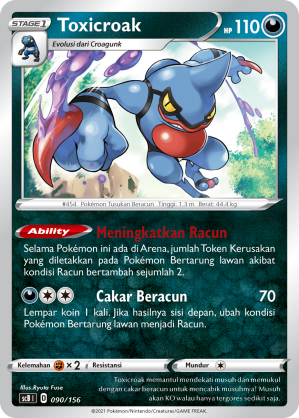 STAGE 1 Toxicroak HP 110
Evolusi dari Croagunk
#454 Pokémon Tusukan Beracun Tinggi: 1.3 m Berat: 44.4 kg
Ability Meningkatkan Racun
Selama Pokémon ini ada di Arena, jumlah Token Kerusakan
yang diletakkan pada Pokémon Bertarung lawan akibat
kondisi Racun bertambah sejumlah 2.
Cakar Beracun 70
Lempar koin 1 kali. Jika hasilnya sisi depan, ubah kondisi
Pokémon Bertarung lawan menjadi Racun.
Kelemahan ×2 Resistansi Mundur
Illus. Ryota Fuse
D 090/156
Toxicroak mematuk mendekati musuh dan memukul
dengan cakar beracun untuk mencabik musuhnya! Musuh
akan KO walau hanya tergores sedikit cakarnya.
©2021 Pokémon/Nintendo/Creatures/GAME FREAK